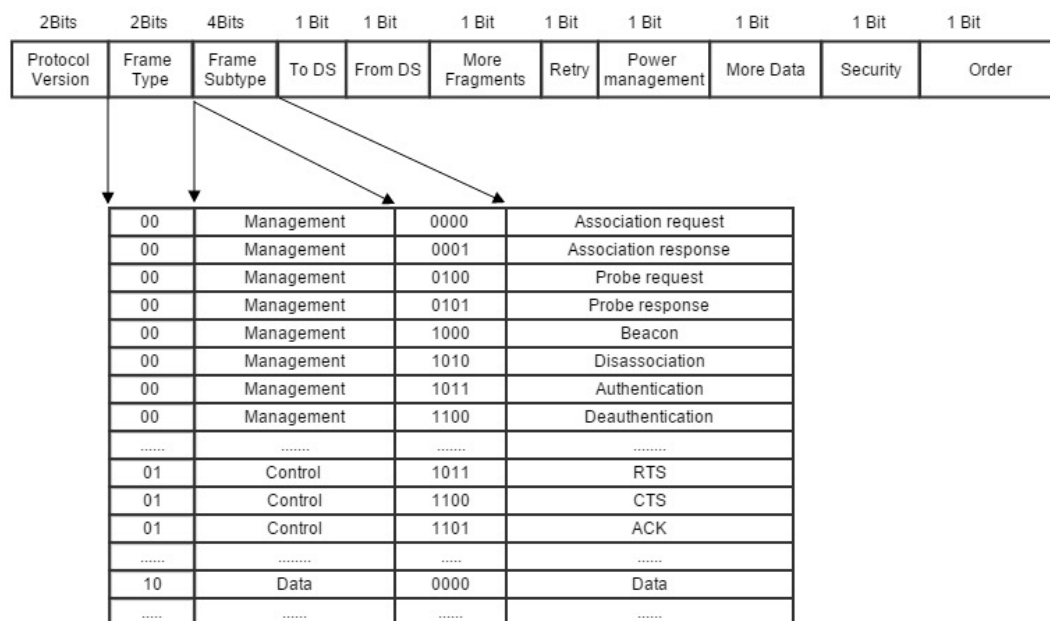 2Bits 2Bits 4Bits 1 Bit 1 Bit 1 Bit 1 Bit 1 Bit 1 Bit 1 Bit 1 Bit
Protocol Version Frame Type Frame Subtype To DS From DS More Fragments Retry Power management More Data Security Order
00 Management 0000 Association request
00 Management 0001 Association response
00 Management 0100 Probe request
00 Management 0101 Probe response
00 Management 1000 Beacon
00 Management 1010 Disassociation
00 Management 1011 Authentication
00 Management 1100 Deauthentication
...... ....... ....... ........
01 Control 1011 RTS
01 Control 1100 CTS
01 Control 1101 ACK
...... ........ ..... ......
10 Data 0000 Data
..... ...... ...... ......